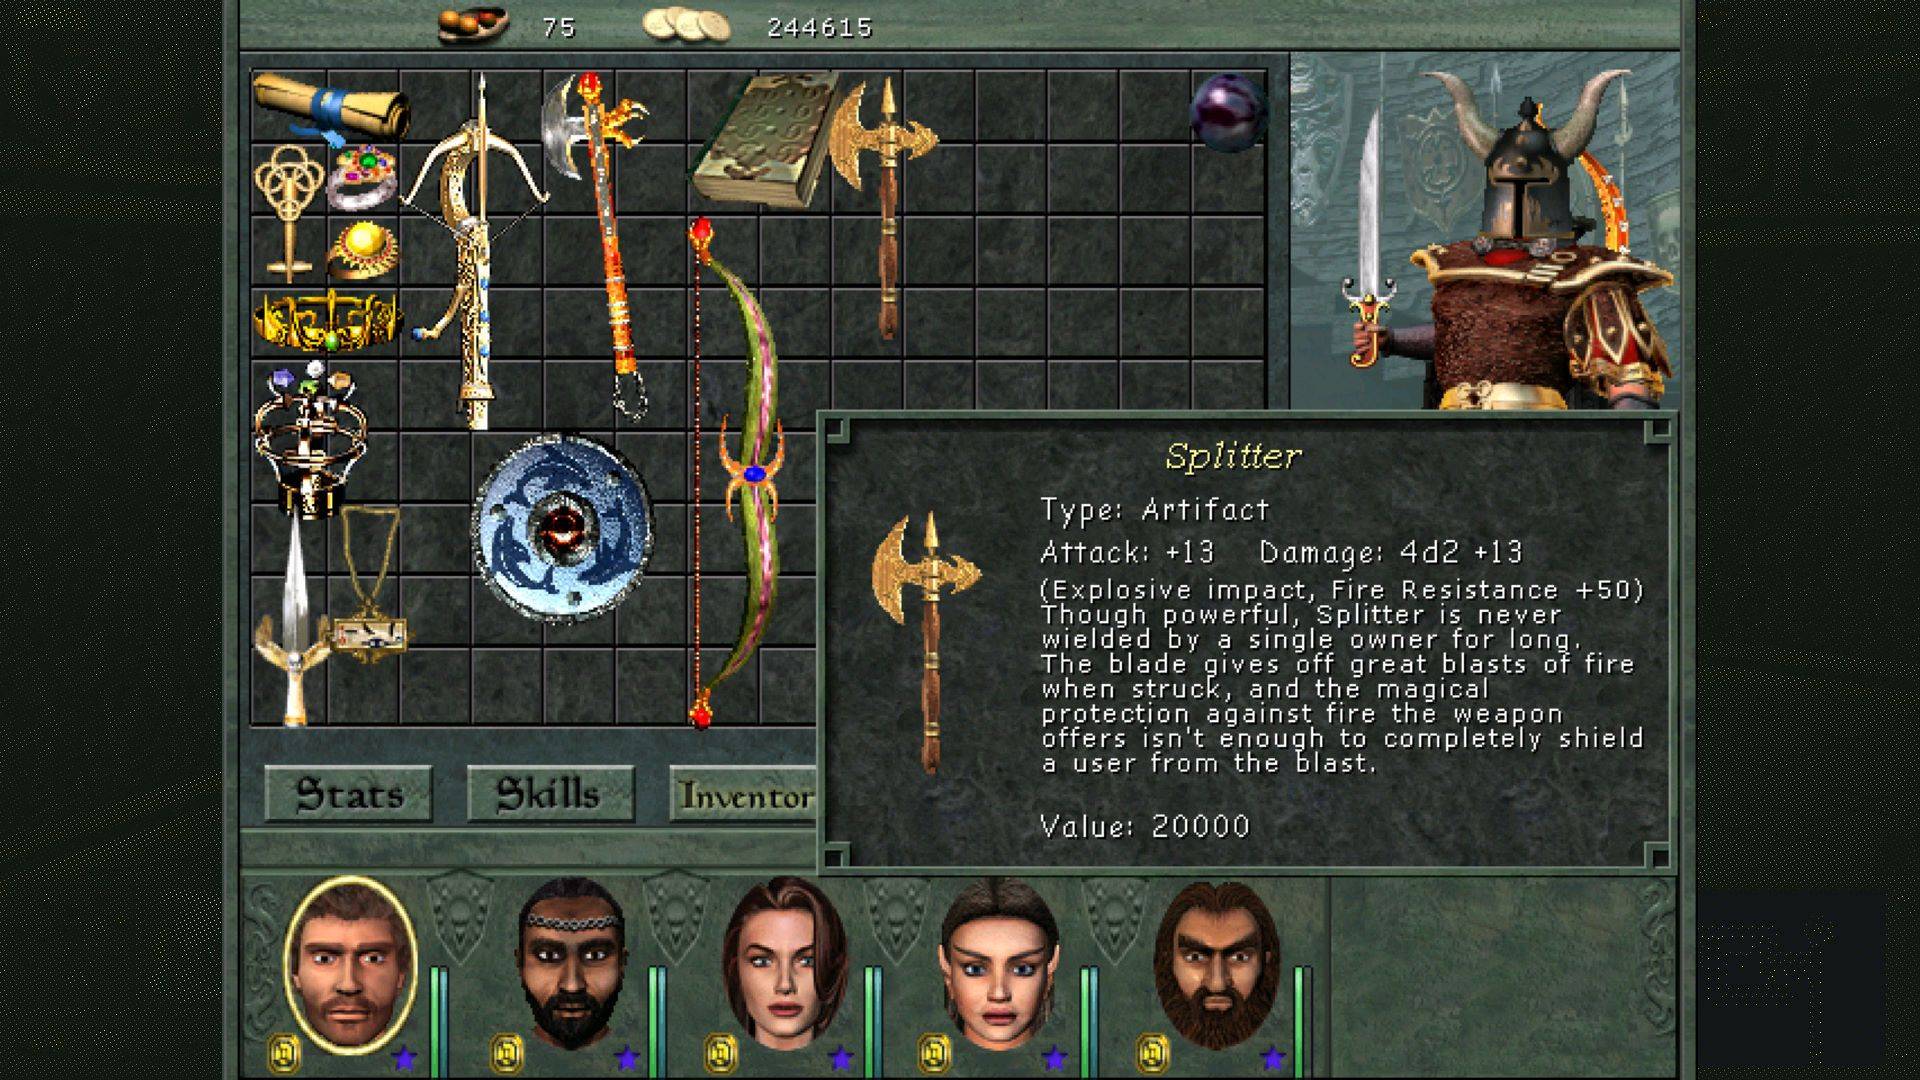 75 244615
Splitter
Type: Artifact
Attack: +13 Damage: 4d2 +13
(Explosive impact, Fire Resistance +50)
Though powerful, Splitter is never
wielded by a single owner for long.
The blade gives off great blasts of fire
when struck, and the magical
protection against fire the weapon
offers isn't enough to completely shield
a user from the blast.
Value: 20000
Stats Skills Inventor